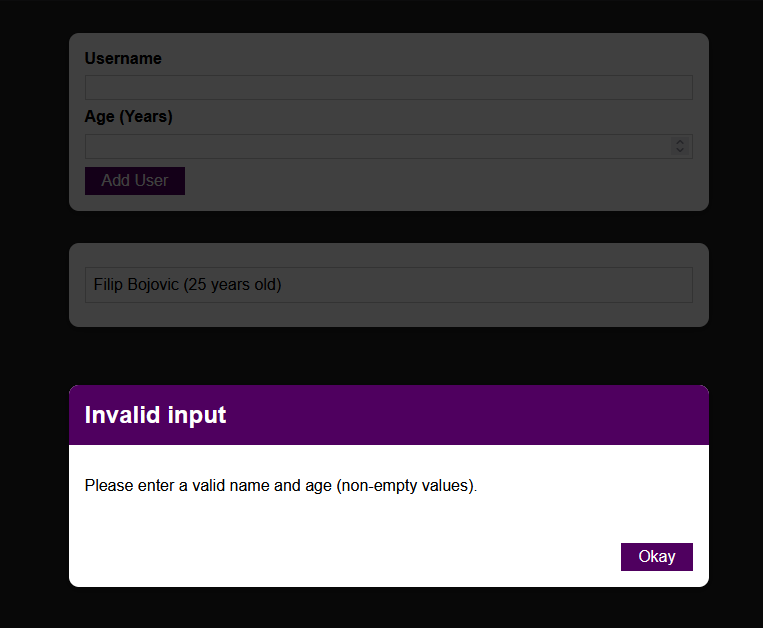 Username
Age (Years)
Add User
Filip Bojovic (25 years old)
Invalid input
Please enter a valid name and age (non-empty values).
Okay